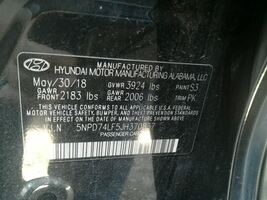 HYUNDAI MOTOR MANUFACTURING ALABAMA, LLC
May/30/18 GVWR 3924 lbs PAINT S3
GAWR FRONT 2183 lbs GAWR REAR 2006 lbs TRIM PK
THIS VEHICLE CONFORMS TO ALL APPLICABLE
U.S.A. FEDERAL MOTOR VEHICLE SAFETY,
BUMPER, AND THEFT PREVENTION STANDARDS
IN EFFECT ON THE DATE OF
MANUFACTURE SHOWN ABOVE.
V.I.N
PASSENGER CAR